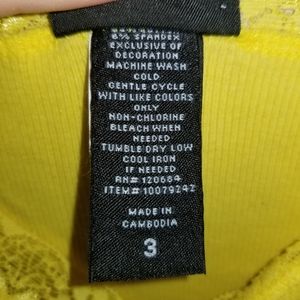 6% SPANDEX
EXCLUSIVE OF
DECORATION
MACHINE WASH
COLD
GENTLE CYCLE
WITH LIKE COLORS
ONLY
NON-CHLORINE
BLEACH WHEN
NEEDED
TUMBLE DRY LOW
COOL IRON
IF NEEDED
RN# 120684
ITEM# 10079242
MADE IN
CAMBODIA
3